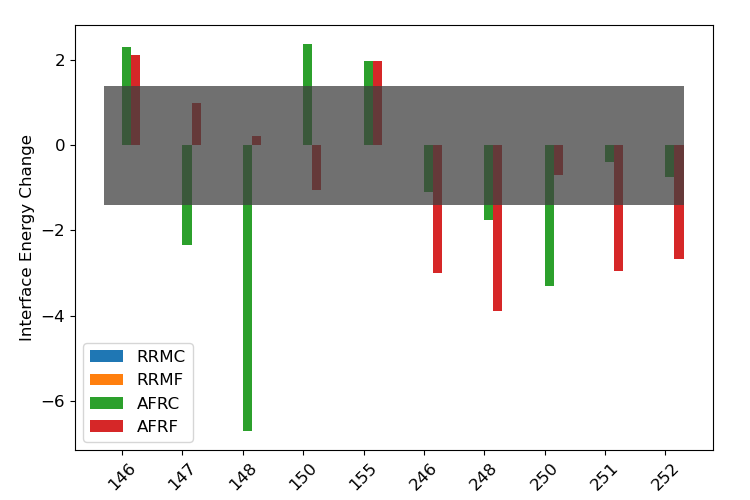 2
0
−2
−4
−6
Interface Energy Change
RRMC
RRMF
AFRC
AFRF
146 147 148 150 155 246 248 250 251 252